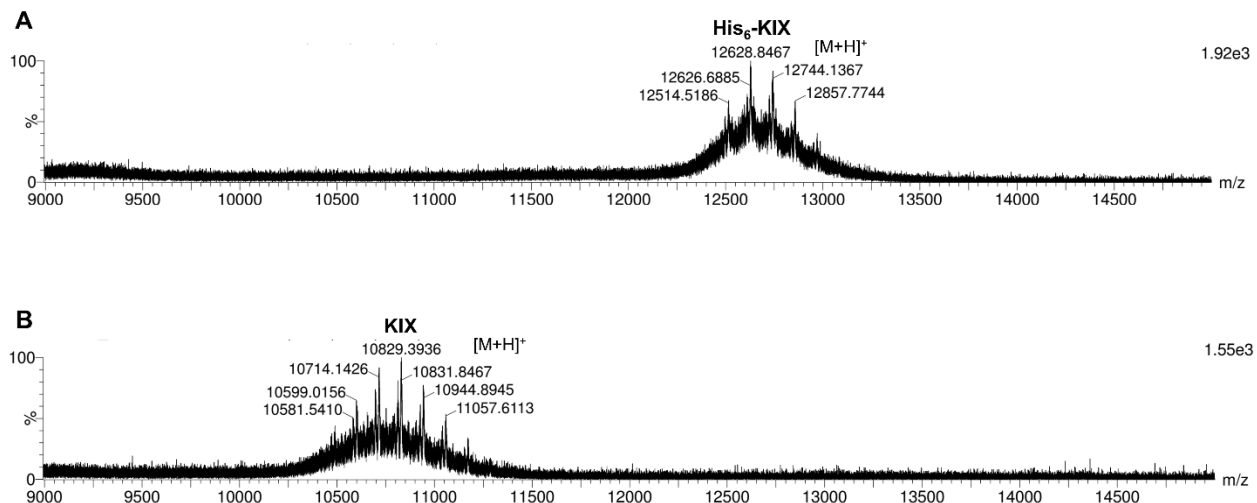 A
His₆-KIX
12628.8467
[M+H]⁺
1.92e3
100
12626.6885
12744.1367
12514.5186
12857.7744
%
0
9000 9500 10000 10500 11000 11500 12000 12500 13000 13500 14000 14500
m/z
B
KIX
10829.3936
[M+H]⁺
1.55e3
100
10714.1426
10831.8467
10599.0156
10944.8945
10581.5410
11057.6113
%
0
9000 9500 10000 10500 11000 11500 12000 12500 13000 13500 14000 14500
m/z